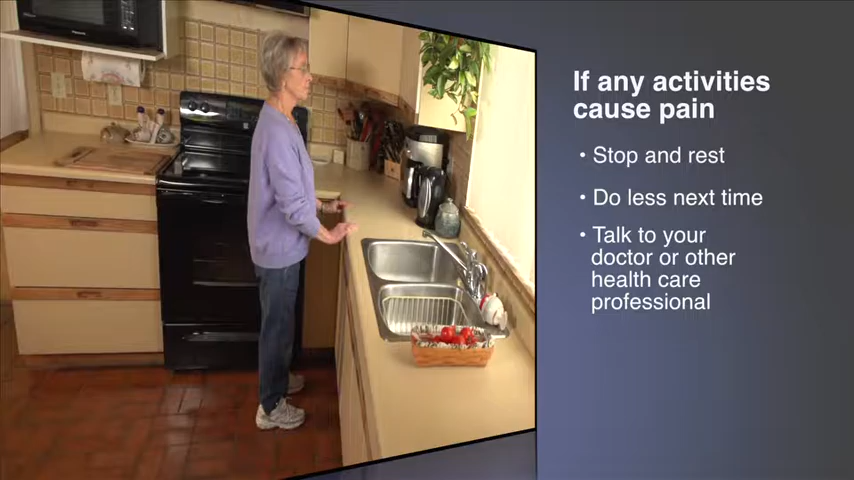 If any activities
cause pain
• Stop and rest
• Do less next time
• Talk to your
doctor or other
health care
professional